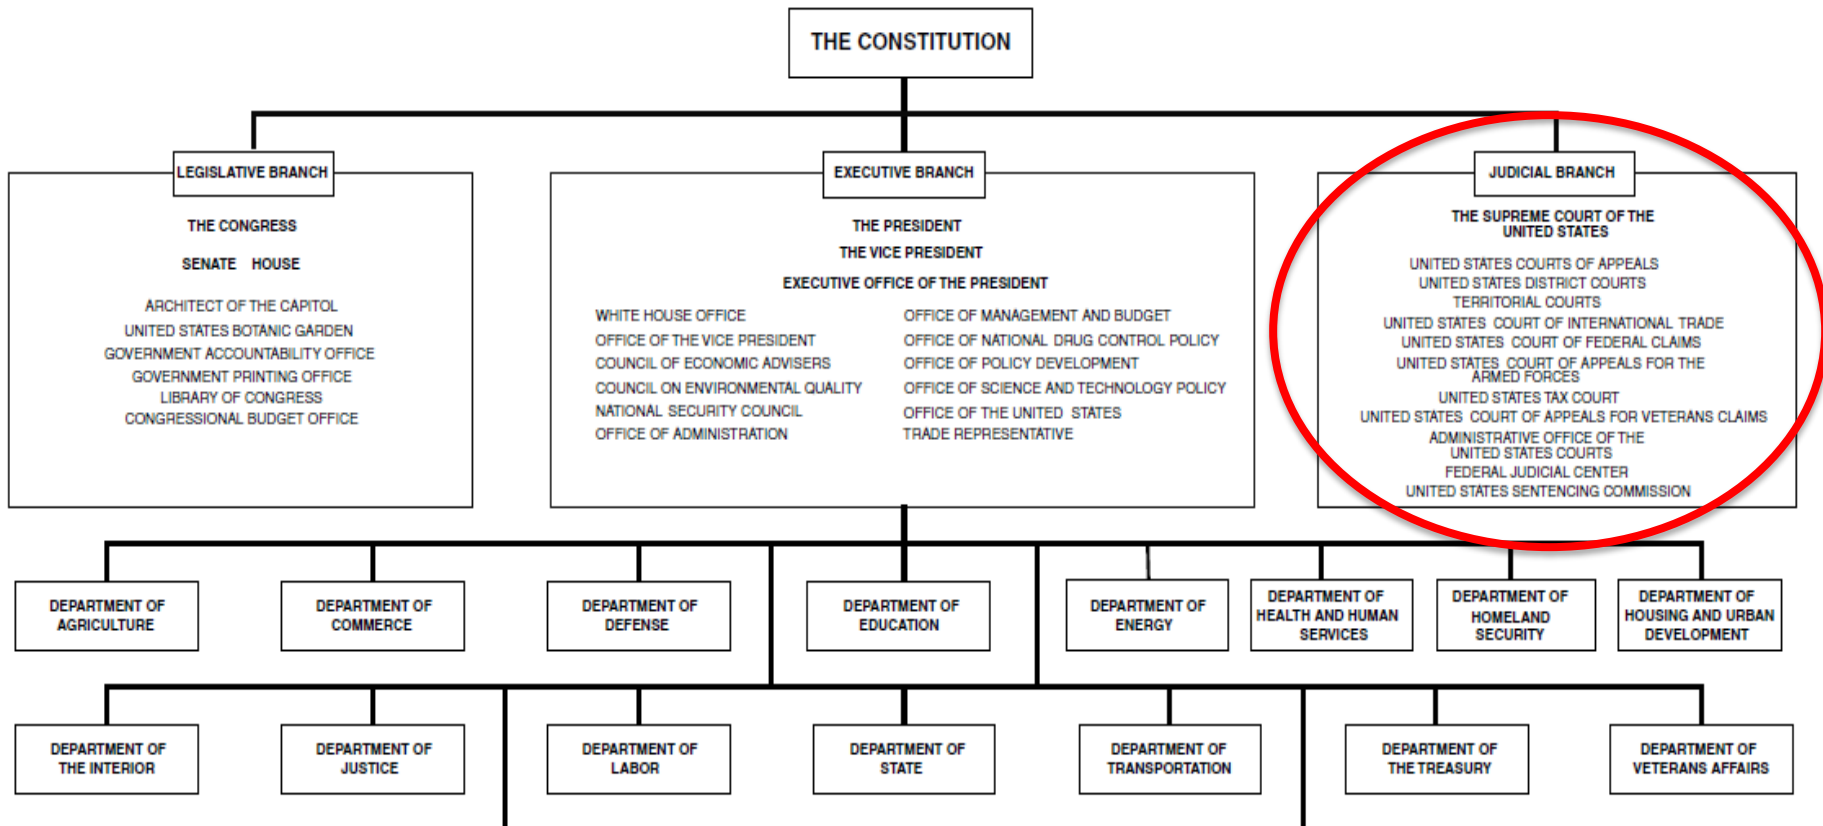 THE CONSTITUTION
LEGISLATIVE BRANCH
THE CONGRESS
SENATE HOUSE
ARCHITECT OF THE CAPITOL
UNITED STATES BOTANIC GARDEN
GOVERNMENT ACCOUNTABILITY OFFICE
GOVERNMENT PRINTING OFFICE
LIBRARY OF CONGRESS
CONGRESSIONAL BUDGET OFFICE
EXECUTIVE BRANCH
THE PRESIDENT
THE VICE PRESIDENT
EXECUTIVE OFFICE OF THE PRESIDENT
WHITE HOUSE OFFICE
OFFICE OF THE VICE PRESIDENT
COUNCIL OF ECONOMIC ADVISERS
COUNCIL ON ENVIRONMENTAL QUALITY
NATIONAL SECURITY COUNCIL
OFFICE OF ADMINISTRATION
OFFICE OF MANAGEMENT AND BUDGET
OFFICE OF NATIONAL DRUG CONTROL POLICY
OFFICE OF POLICY DEVELOPMENT
OFFICE OF SCIENCE AND TECHNOLOGY POLICY
OFFICE OF THE UNITED STATES
TRADE REPRESENTATIVE
JUDICIAL BRANCH
THE SUPREME COURT OF THE
UNITED STATES
UNITED STATES COURTS OF APPEALS
UNITED STATES DISTRICT COURTS
TERRITORIAL COURTS
UNITED STATES COURT OF INTERNATIONAL TRADE
UNITED STATES COURT OF FEDERAL CLAIMS
UNITED STATES COURT OF APPEALS FOR THE
ARMED FORCES
UNITED STATES TAX COURT
UNITED STATES COURT OF APPEALS FOR VETERANS CLAIMS
ADMINISTRATIVE OFFICE OF THE
UNITED STATES COURTS
FEDERAL JUDICIAL CENTER
UNITED STATES SENTENCING COMMISSION
DEPARTMENT OF
AGRICULTURE
DEPARTMENT OF
COMMERCE
DEPARTMENT OF
DEFENSE
DEPARTMENT OF
EDUCATION
DEPARTMENT OF
ENERGY
DEPARTMENT OF
HEALTH AND HUMAN
SERVICES
DEPARTMENT OF
HOMELAND
SECURITY
DEPARTMENT OF
HOUSING AND URBAN
DEVELOPMENT
DEPARTMENT OF
THE INTERIOR
DEPARTMENT OF
JUSTICE
DEPARTMENT OF
LABOR
DEPARTMENT OF
STATE
DEPARTMENT OF
TRANSPORTATION
DEPARTMENT OF
THE TREASURY
DEPARTMENT OF
VETERANS AFFAIRS